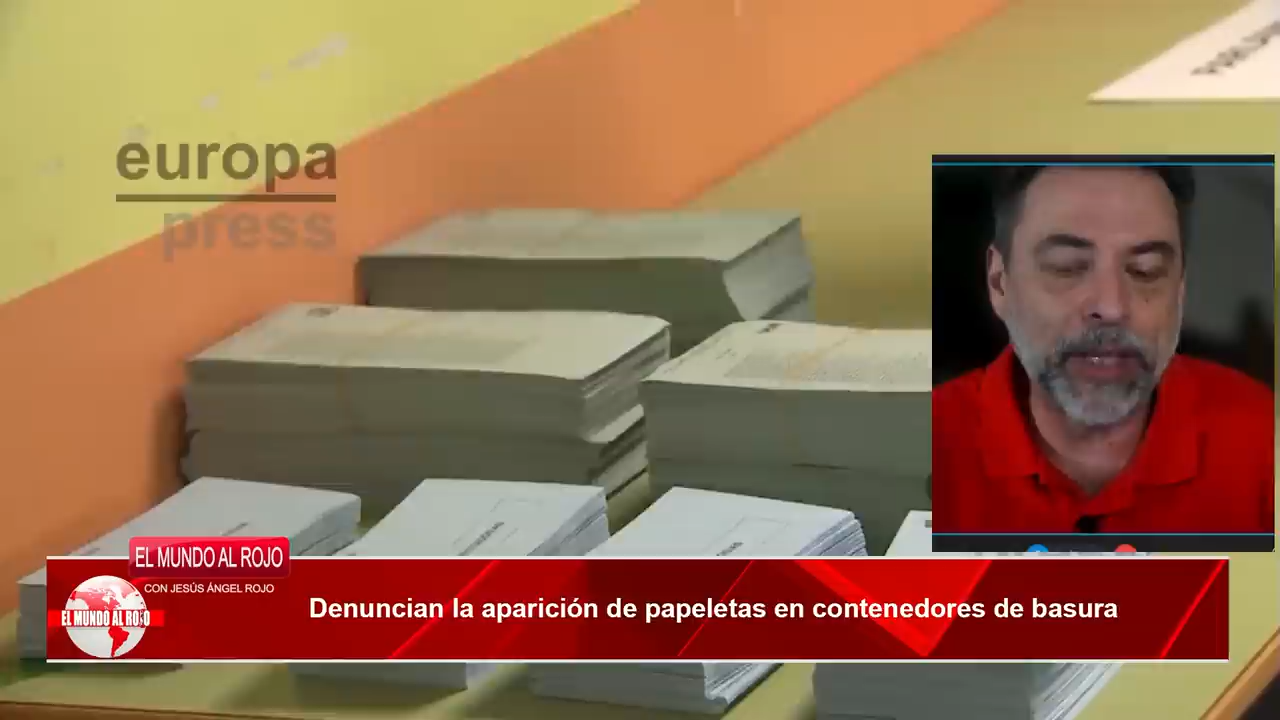 europa
press
EL MUNDO AL ROJO
CON JESÚS ÁNGEL ROJO
EL MUNDO AL ROJO
Denuncian la aparición de papeletas en contenedores de basura